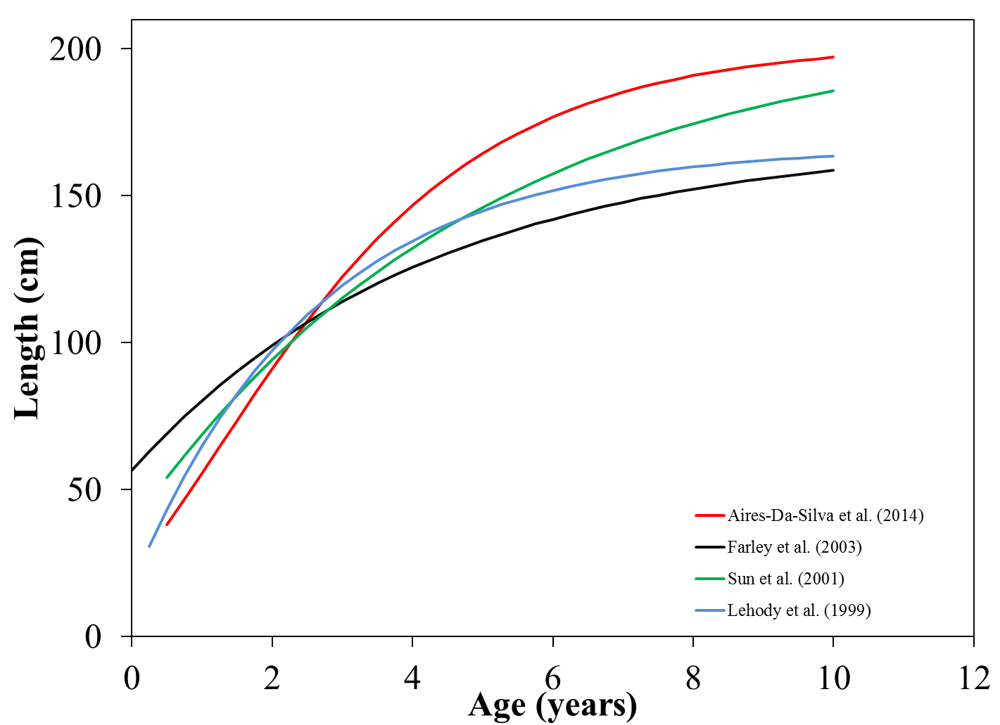 200
150
100
50
0
Length (cm)
0 2 4 6 8 10 12
Age (years)
Aires-Da-Silva et al. (2014)
Farley et al. (2003)
Sun et al. (2001)
Lehody et al. (1999)